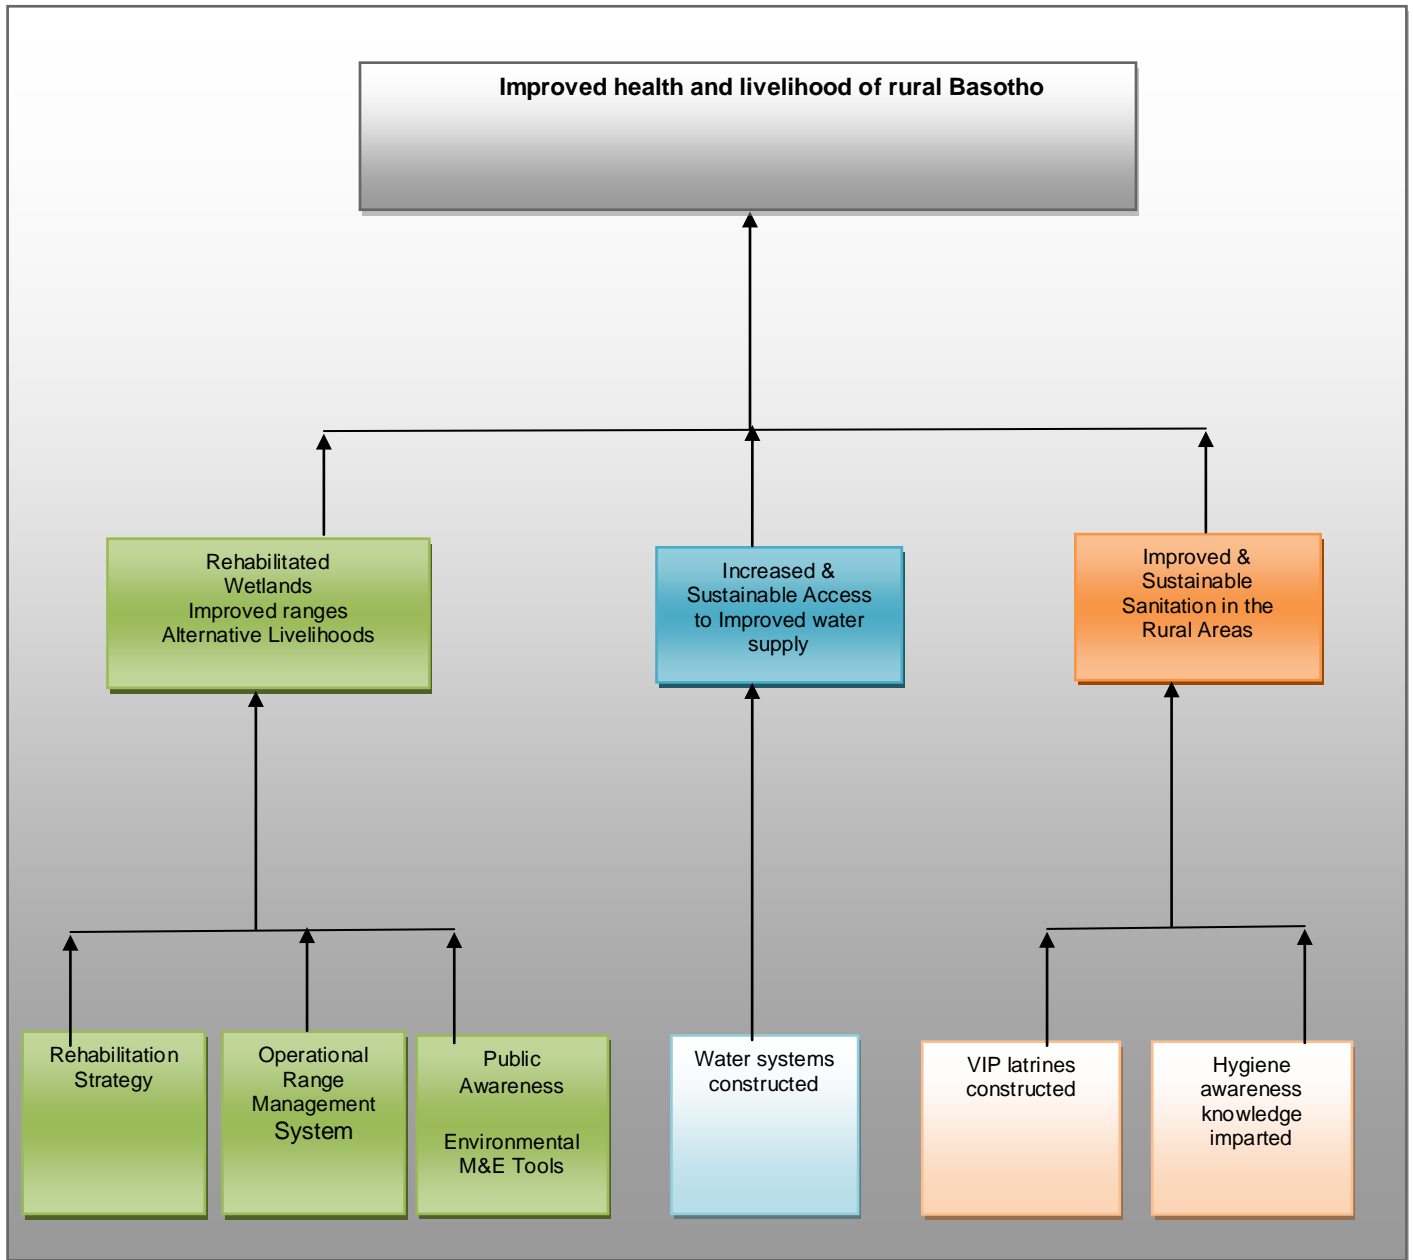 Improved health and livelihood of rural Basotho
Rehabilitated
Wetlands
Improved ranges
Alternative Livelihoods
Increased &
Sustainable Access
to Improved water
supply
Improved &
Sustainable
Sanitation in the
Rural Areas
Rehabilitation
Strategy
Operational
Range
Management
System
Public
Awareness
Environmental
M&E Tools
Water systems
constructed
VIP latrines
constructed
Hygiene
awareness
knowledge
imparted